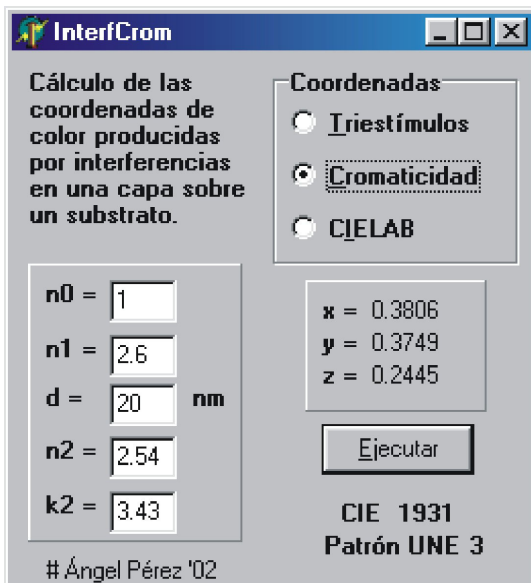 InterfCrom
Cálculo de las
coordenadas de
color producidas
por interferencias
en una capa sobre
un substrato.
Coordenadas
Triestímulos
Cromaticidad
CIELAB
n0 = 1
n1 = 2.6
d = 20 nm
n2 = 2.54
k2 = 3.43
x = 0.3806
y = 0.3749
z = 0.2445
Ejecutar
CIE 1931
Patrón UNE 3
# Ángel Pérez '02